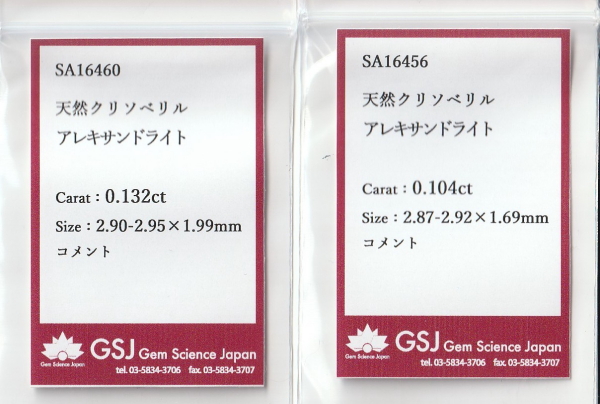 SA16460
天然クリソベリル
アレキサンドライト
Carat：0.132ct
Size：2.90-2.95×1.99mm
コメント
Gem Science Japan
GSJ Gem Science Japan
tel. 03-5834-3706 fax. 03-5834-3707
SA16456
天然クリソベリル
アレキサンドライト
Carat：0.104ct
Size：2.87-2.92×1.69mm
コメント
Gem Science Japan
GSJ Gem Science Japan
tel. 03-5834-3706 fax. 03-5834-3707